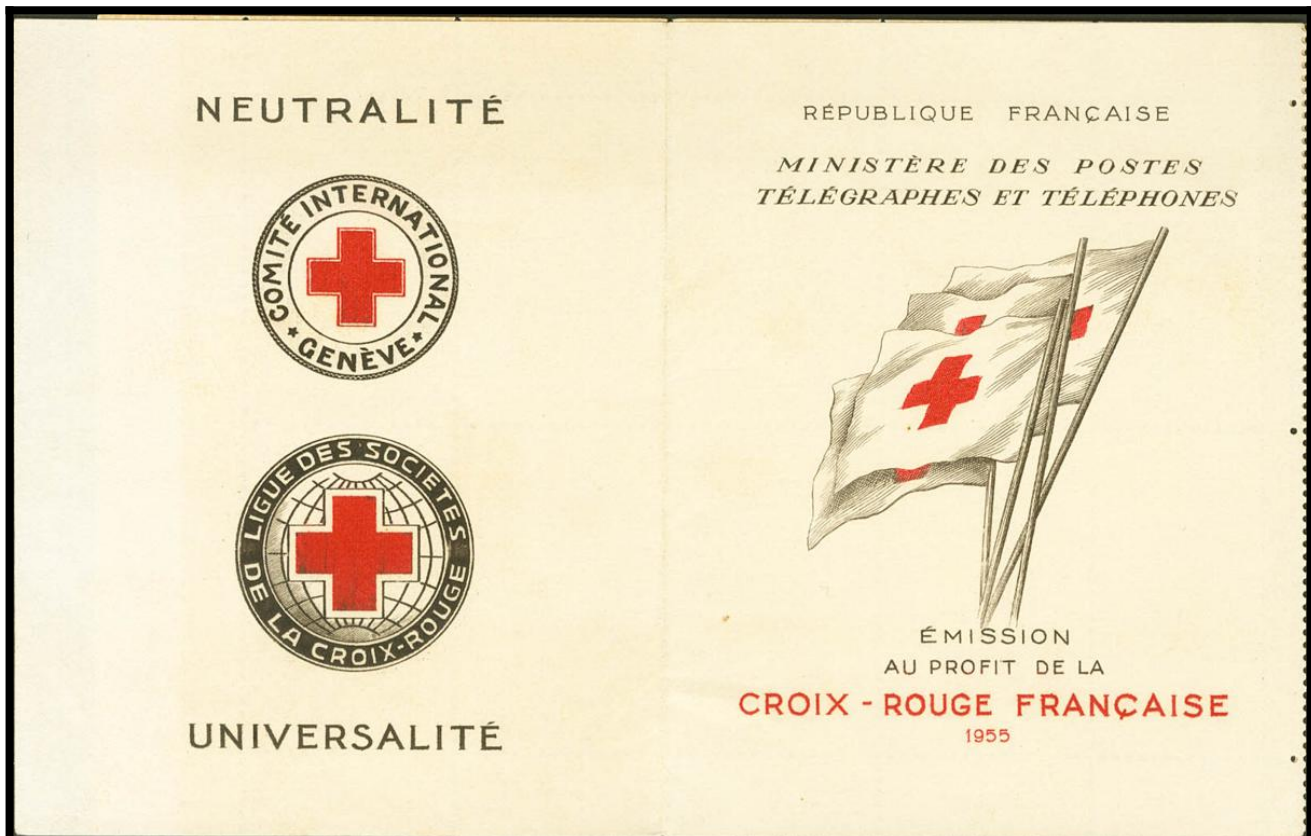 NEUTRALITÉ
COMITÉ INTERNATIONAL
GENÈVE
LIGUE DES SOCIETES
DE LA CROIX-ROUGE
UNIVERSALITÉ
RÉPUBLIQUE FRANÇAISE
MINISTÈRE DES POSTES
TÉLÉGRAPHES ET TÉLÉPHONES
ÉMISSION
AU PROFIT DE LA
CROIX-ROUGE FRANÇAISE
1955